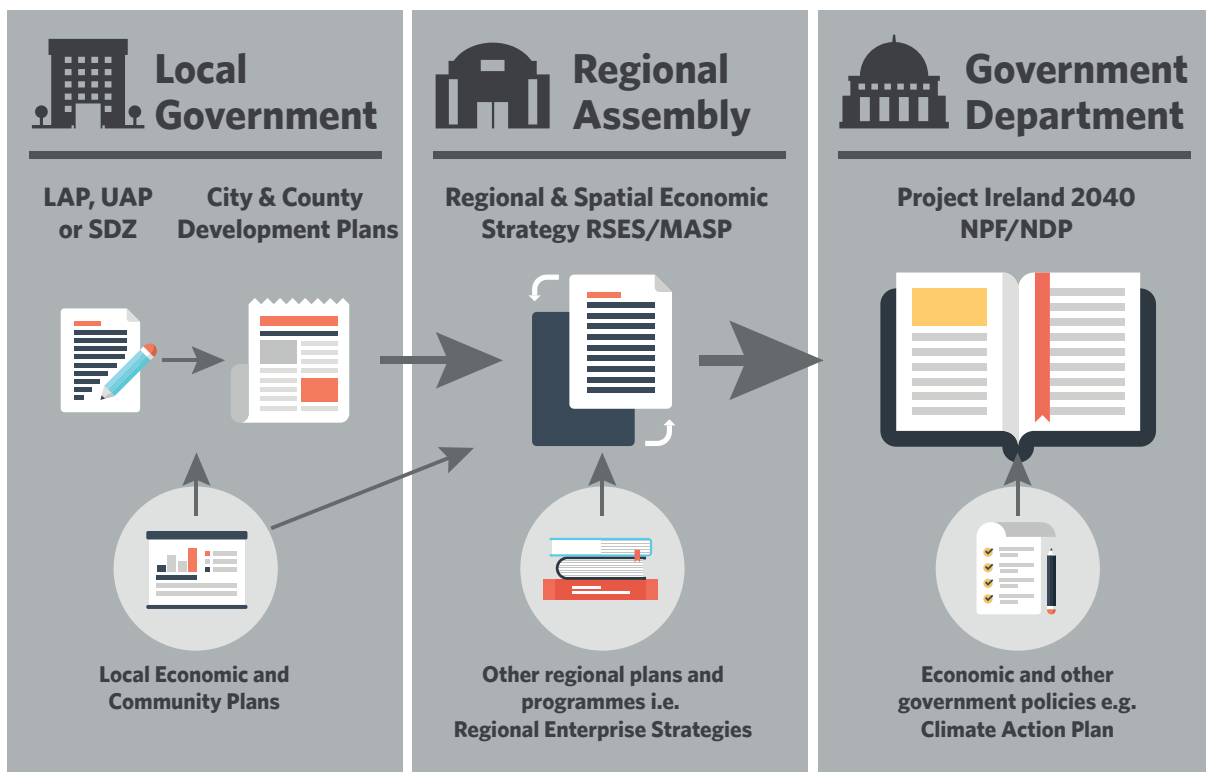 Local
Government
LAP, UAP
or SDZ
City & County
Development Plans
Local Economic and
Community Plans
Regional
Assembly
Regional & Spatial Economic
Strategy RSES/MASP
Other regional plans and
programmes i.e.
Regional Enterprise Strategies
Government
Department
Project Ireland 2040
NPF/NDP
Economic and other
government policies e.g.
Climate Action Plan